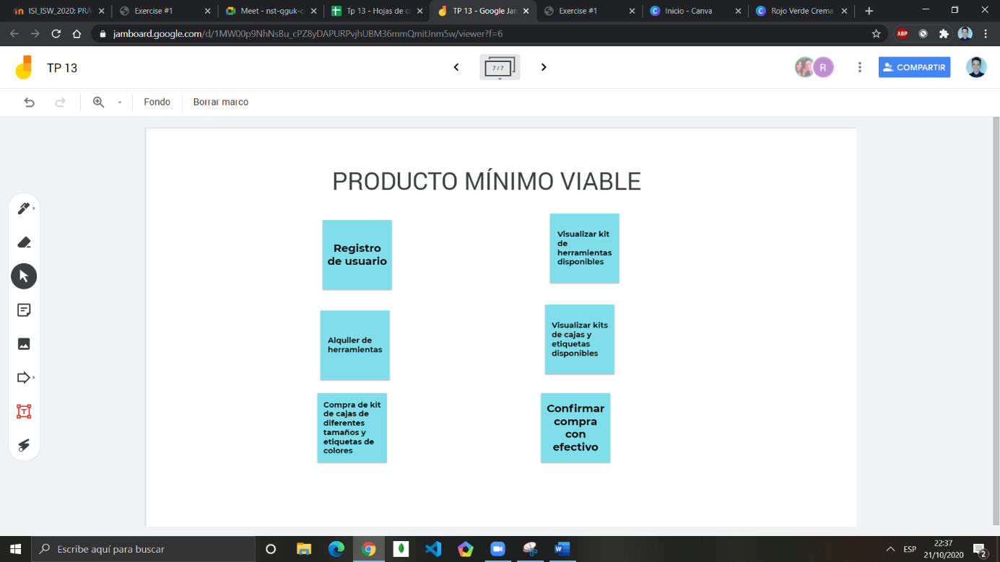 ISI_ISW_2020: PRÁ
Exercise #1
Meet - nst-qguk-c
Tp 13 - Hojas de c
TP 13 - Google Jam
Exercise #1
Inicio - Canva
Rojo Verde Crema
jamboard.google.com/d/1MW00p9NhNsBu_cPZ8yDAPURPvjhUBM36mmQmitJnm5w/viewer?f=6
ABP
TP 13
7 / 7
R
COMPARTIR
Fondo
Borrar marco
PRODUCTO MÍNIMO VIABLE
Registro
de usuario
Visualizar kit
de
herramientas
disponibles
Alquiler de
herramientas
Visualizar kits
de cajas y
etiquetas
disponibles
Compra de kit
de cajas de
diferentes
tamaños y
etiquetas de
colores
Confirmar
compra
con
efectivo
Escribe aquí para buscar
ESP
22:37
21/10/2020
2